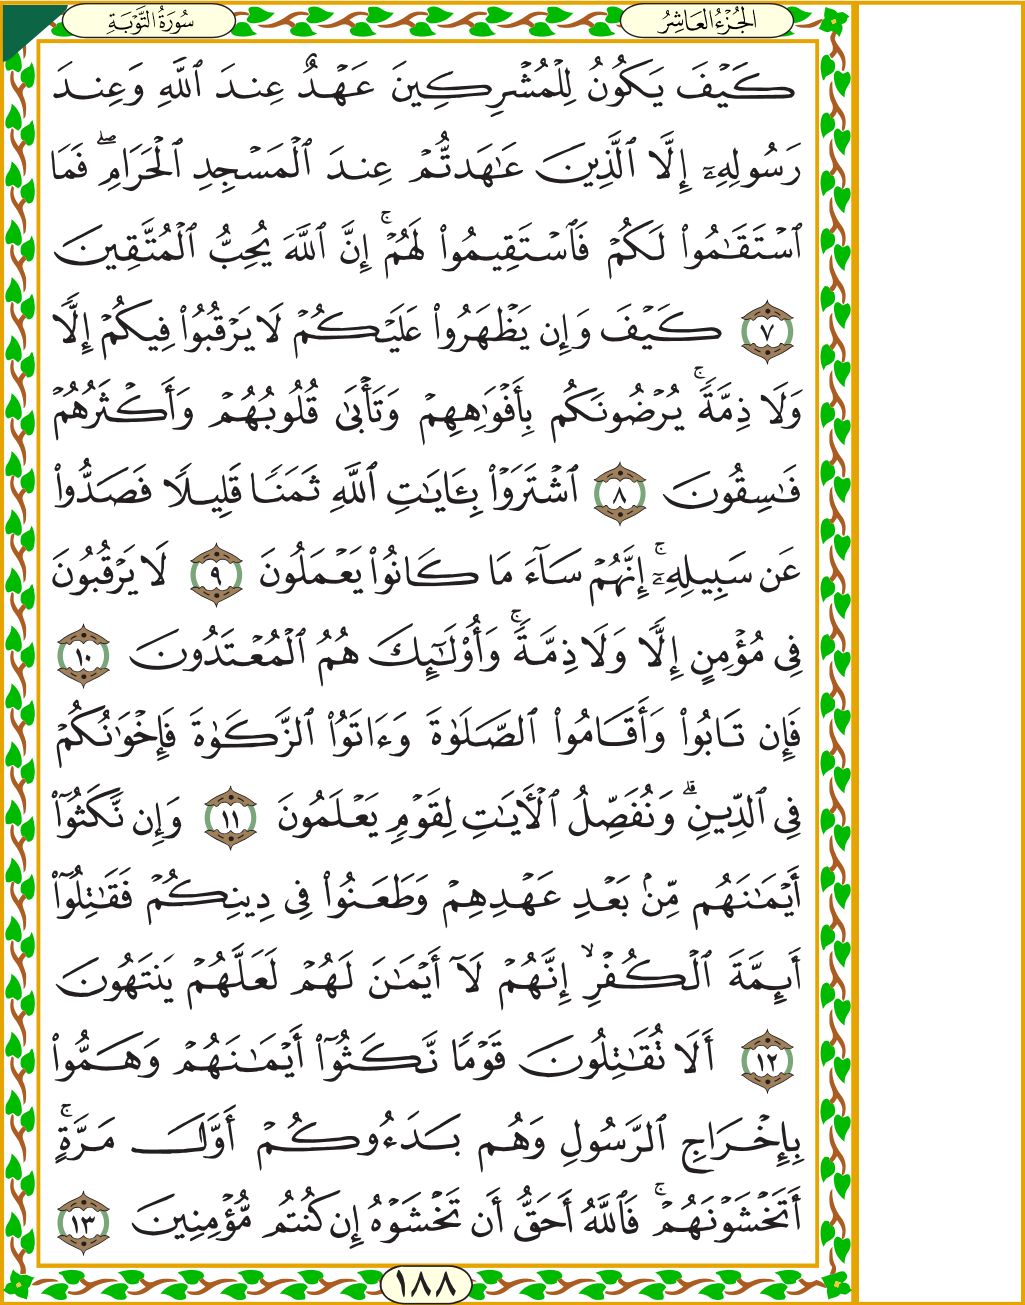 الجُزْءُ العَاشِرُ
سُورَةُ التَّوْبَةِ
كَيْفَ يَكُونُ لِلْمُشْرِكِينَ عَهْدٌ عِندَ ٱللَّهِ وَعِندَ
رَسُولِهِۦٓ إِلَّا ٱلَّذِينَ عَٰهَدتُّمْ عِندَ ٱلْمَسْجِدِ ٱلْحَرَامِۖ فَمَا
ٱسْتَقَٰمُوا۟ لَكُمْ فَٱسْتَقِيمُوا۟ لَهُمْۚ إِنَّ ٱللَّهَ يُحِبُّ ٱلْمُتَّقِينَ
٧ كَيْفَ وَإِن يَظْهَرُوا۟ عَلَيْكُمْ لَا يَرْقُبُوا۟ فِيكُمْ إِلًّا
وَلَا ذِمَّةًۚ يُرْضُونَكُم بِأَفْوَٰهِهِمْ وَتَأْبَىٰ قُلُوبُهُمْ وَأَكْثَرُهُمْ
فَٰسِقُونَ ٨ ٱشْتَرَوْا۟ بِـَٔايَٰتِ ٱللَّهِ ثَمَنًا قَلِيلًا فَصَدُّوا۟
عَن سَبِيلِهِۦٓۚ إِنَّهُمْ سَآءَ مَا كَانُوا۟ يَعْمَلُونَ ٩ لَا يَرْقُبُونَ
فِى مُؤْمِنٍ إِلًّا وَلَا ذِمَّةًۚ وَأُو۟لَٰٓئِكَ هُمُ ٱلْمُعْتَدُونَ ١٠
فَإِن تَابُوا۟ وَأَقَامُوا۟ ٱلصَّلَوٰةَ وَءَاتَوُا۟ ٱلزَّكَوٰةَ فَإِخْوَٰنُكُمْ
فِى ٱلدِّينِۗ وَنُفَصِّلُ ٱلْـَٔايَٰتِ لِقَوْمٍ يَعْلَمُونَ ١١ وَإِن نَّكَثُوٓا۟
أَيْمَٰنَهُم مِّنۢ بَعْدِ عَهْدِهِمْ وَطَعَنُوا۟ فِى دِينِكُمْ فَقَٰتِلُوٓا۟
أَئِمَّةَ ٱلْكُفْرِۙ إِنَّهُمْ لَآ أَيْمَٰنَ لَهُمْ لَعَلَّهُمْ يَنتَهُونَ
١٢ أَلَا تُقَٰتِلُونَ قَوْمًا نَّكَثُوٓا۟ أَيْمَٰنَهُمْ وَهَمُّوا۟
بِإِخْرَاجِ ٱلرَّسُولِ وَهُم بَدَءُوكُمْ أَوَّلَ مَرَّةٍۚ
أَتَخْشَوْنَهُمْۚ فَٱللَّهُ أَحَقُّ أَن تَخْشَوْهُ إِن كُنتُم مُّؤْمِنِينَ ١٣
١٨٨